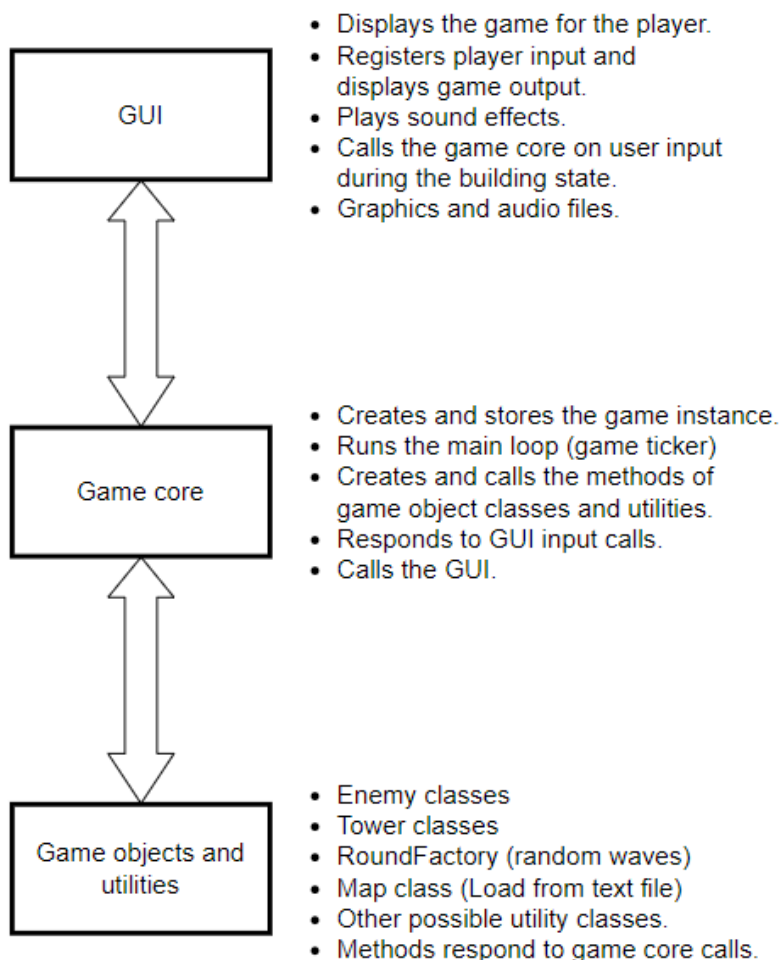 • Displays the game for the player.
• Registers player input and
displays game output.
GUI
• Plays sound effects.
• Calls the game core on user input
during the building state.
• Graphics and audio files.
• Creates and stores the game instance.
• Runs the main loop (game ticker)
• Creates and calls the methods of
Game core
game object classes and utilities.
• Responds to GUI input calls.
• Calls the GUI.
• Enemy classes
• Tower classes
Game objects and
utilities
• RoundFactory (random waves)
• Map class (Load from text file)
• Other possible utility classes.
• Methods respond to game core calls.